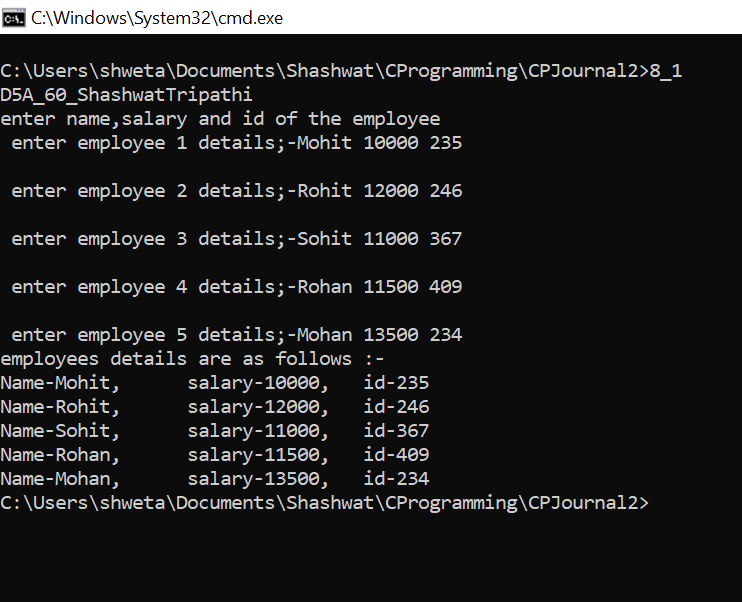 C:\Windows\System32\cmd.exe
C:\Users\shweta\Documents\Shashwat\CProgramming\CPJournal2>8_1
D5A_60_ShashwatTripathi
enter name,salary and id of the employee
 enter employee 1 details;-Mohit 10000 235
 enter employee 2 details;-Rohit 12000 246
 enter employee 3 details;-Sohit 11000 367
 enter employee 4 details;-Rohan 11500 409
 enter employee 5 details;-Mohan 13500 234
employees details are as follows :-
Name-Mohit,      salary-10000,   id-235
Name-Rohit,      salary-12000,   id-246
Name-Sohit,      salary-11000,   id-367
Name-Rohan,      salary-11500,   id-409
Name-Mohan,      salary-13500,   id-234
C:\Users\shweta\Documents\Shashwat\CProgramming\CPJournal2>